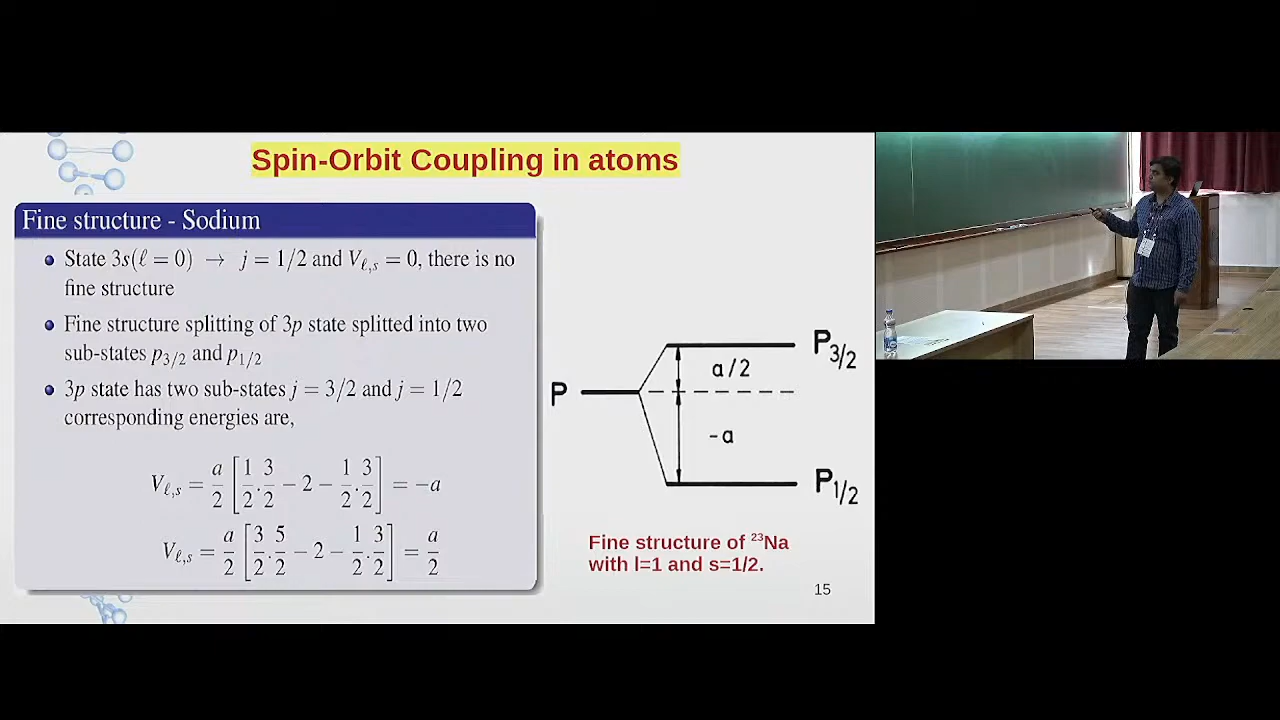 Spin-Orbit Coupling in atoms
Fine structure - Sodium
State 3s(ℓ = 0) → j = 1/2 and V_{ℓ,s} = 0, there is no
fine structure
Fine structure splitting of 3p state splitted into two
sub-states p_{3/2} and p_{1/2}
3p state has two sub-states j = 3/2 and j = 1/2
corresponding energies are,
V_{ℓ,s} = a/2 [1/2 . 3/2 − 2 − 1/2 . 3/2] = −a
V_{ℓ,s} = a/2 [3/2 . 5/2 − 2 − 1/2 . 3/2] = a/2
P
P_{3/2}
a/2
-a
P_{1/2}
Fine structure of ²³Na
with l=1 and s=1/2.
15